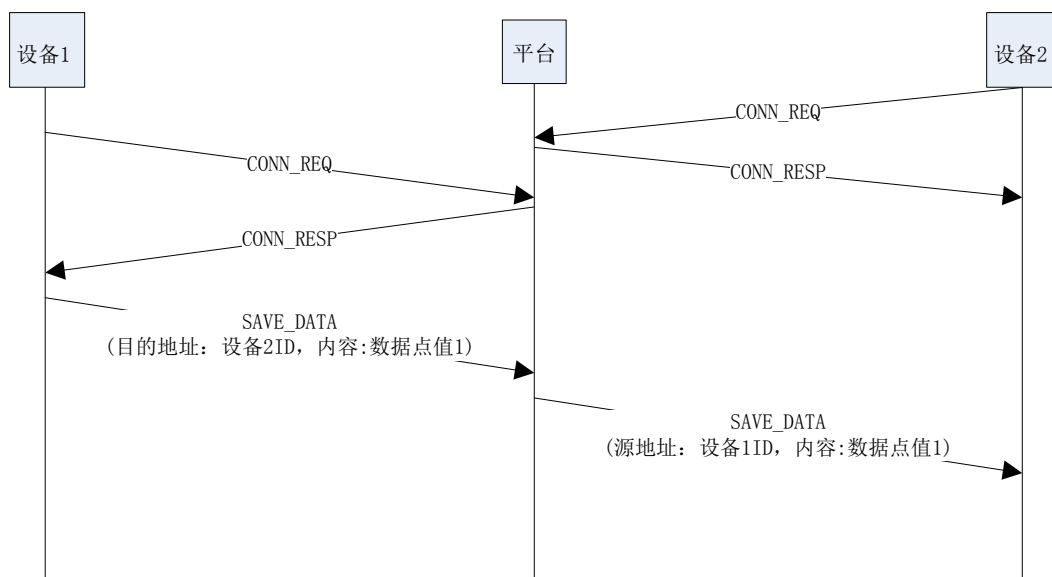 设备1
平台
设备2
CONN_REQ
CONN_REQ
CONN_RESP
CONN_RESP
SAVE_DATA
(目的地址：设备2ID，内容:数据点值1)
SAVE_DATA
(源地址：设备1ID，内容:数据点值1)